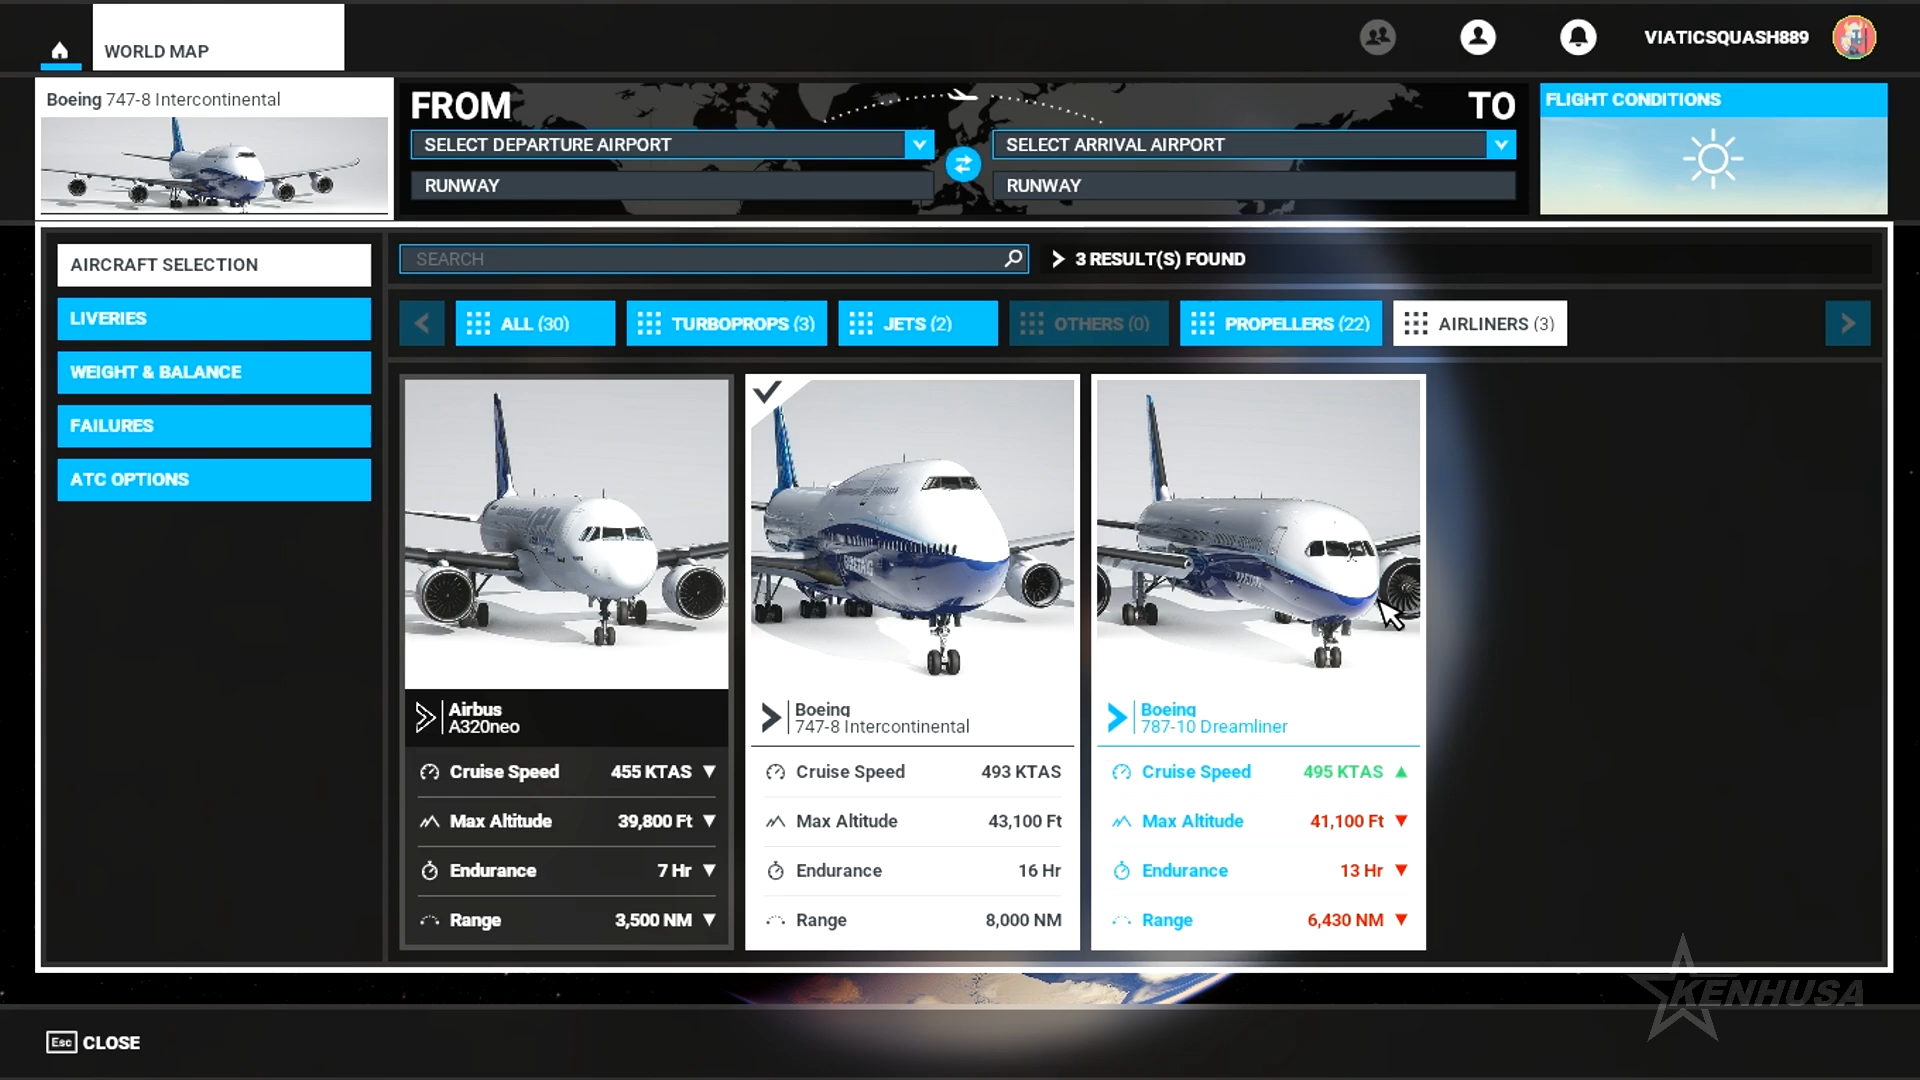 WORLD MAP
VIATICSQUASH889
Boeing 747-8 Intercontinental
FROM
TO
SELECT DEPARTURE AIRPORT
SELECT ARRIVAL AIRPORT
RUNWAY
RUNWAY
FLIGHT CONDITIONS
AIRCRAFT SELECTION
LIVERIES
WEIGHT & BALANCE
FAILURES
ATC OPTIONS
SEARCH
3 RESULT(S) FOUND
ALL (30)
TURBOPROPS (3)
JETS (2)
OTHERS (0)
PROPELLERS (22)
AIRLINERS (3)
Airbus
A320neo
Cruise Speed 455 KTAS
Max Altitude 39,800 Ft
Endurance 7 Hr
Range 3,500 NM
Boeing
747-8 Intercontinental
Cruise Speed 493 KTAS
Max Altitude 43,100 Ft
Endurance 16 Hr
Range 8,000 NM
Boeing
787-10 Dreamliner
Cruise Speed 495 KTAS
Max Altitude 41,100 Ft
Endurance 13 Hr
Range 6,430 NM
KENHUSA
Esc CLOSE